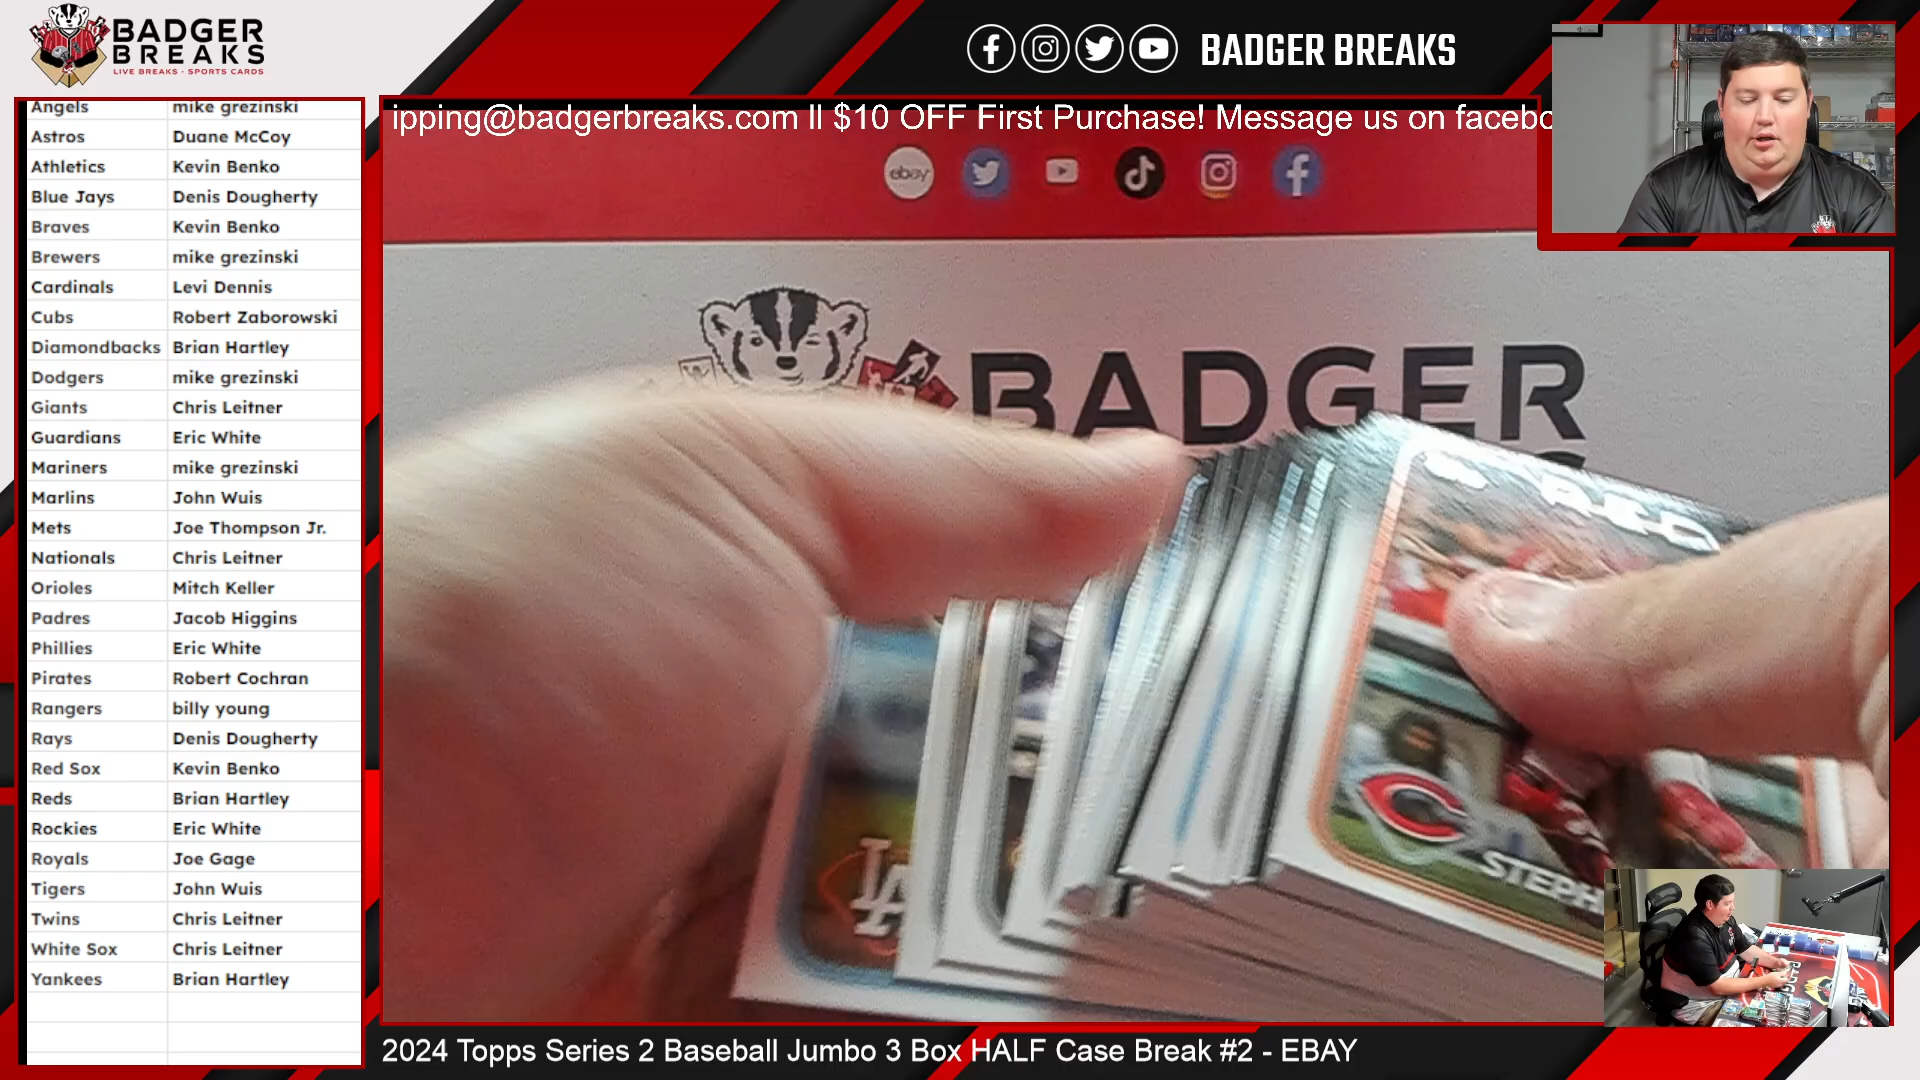 BADGER
BREAKS
LIVE BREAKS - SPORTS CARDS
BADGER BREAKS
ipping@badgerbreaks.com ll $10 OFF First Purchase! Message us on facebo
ebay
BADGER
Angels mike grezinski
Astros Duane McCoy
Athletics Kevin Benko
Blue Jays Denis Dougherty
Braves Kevin Benko
Brewers mike grezinski
Cardinals Levi Dennis
Cubs Robert Zaborowski
Diamondbacks Brian Hartley
Dodgers mike grezinski
Giants Chris Leitner
Guardians Eric White
Mariners mike grezinski
Marlins John Wuis
Mets Joe Thompson Jr.
Nationals Chris Leitner
Orioles Mitch Keller
Padres Jacob Higgins
Phillies Eric White
Pirates Robert Cochran
Rangers billy young
Rays Denis Dougherty
Red Sox Kevin Benko
Reds Brian Hartley
Rockies Eric White
Royals Joe Gage
Tigers John Wuis
Twins Chris Leitner
White Sox Chris Leitner
Yankees Brian Hartley
LA
C
STEPH
2024 Topps Series 2 Baseball Jumbo 3 Box HALF Case Break #2 - EBAY